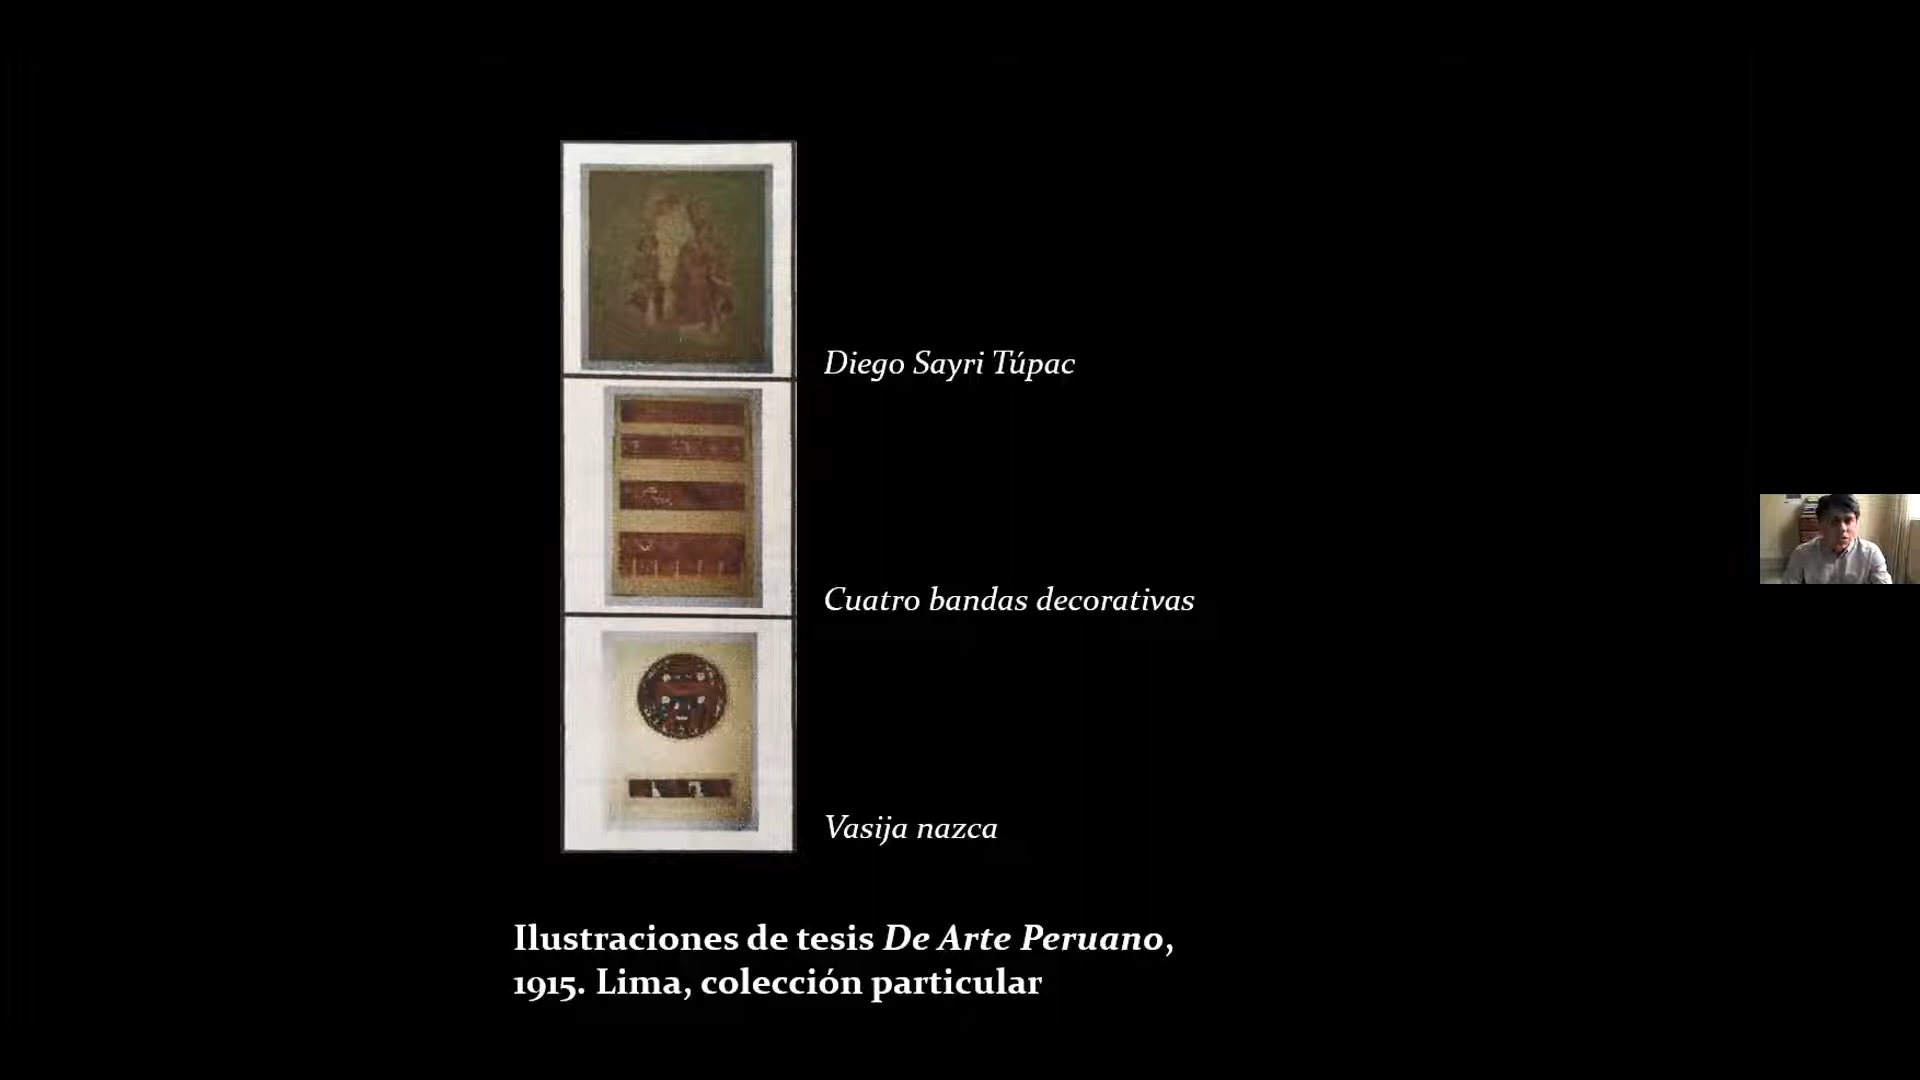 Diego Sayri Túpac
Cuatro bandas decorativas
Vasija nazca
Ilustraciones de tesis De Arte Peruano,
1915. Lima, colección particular